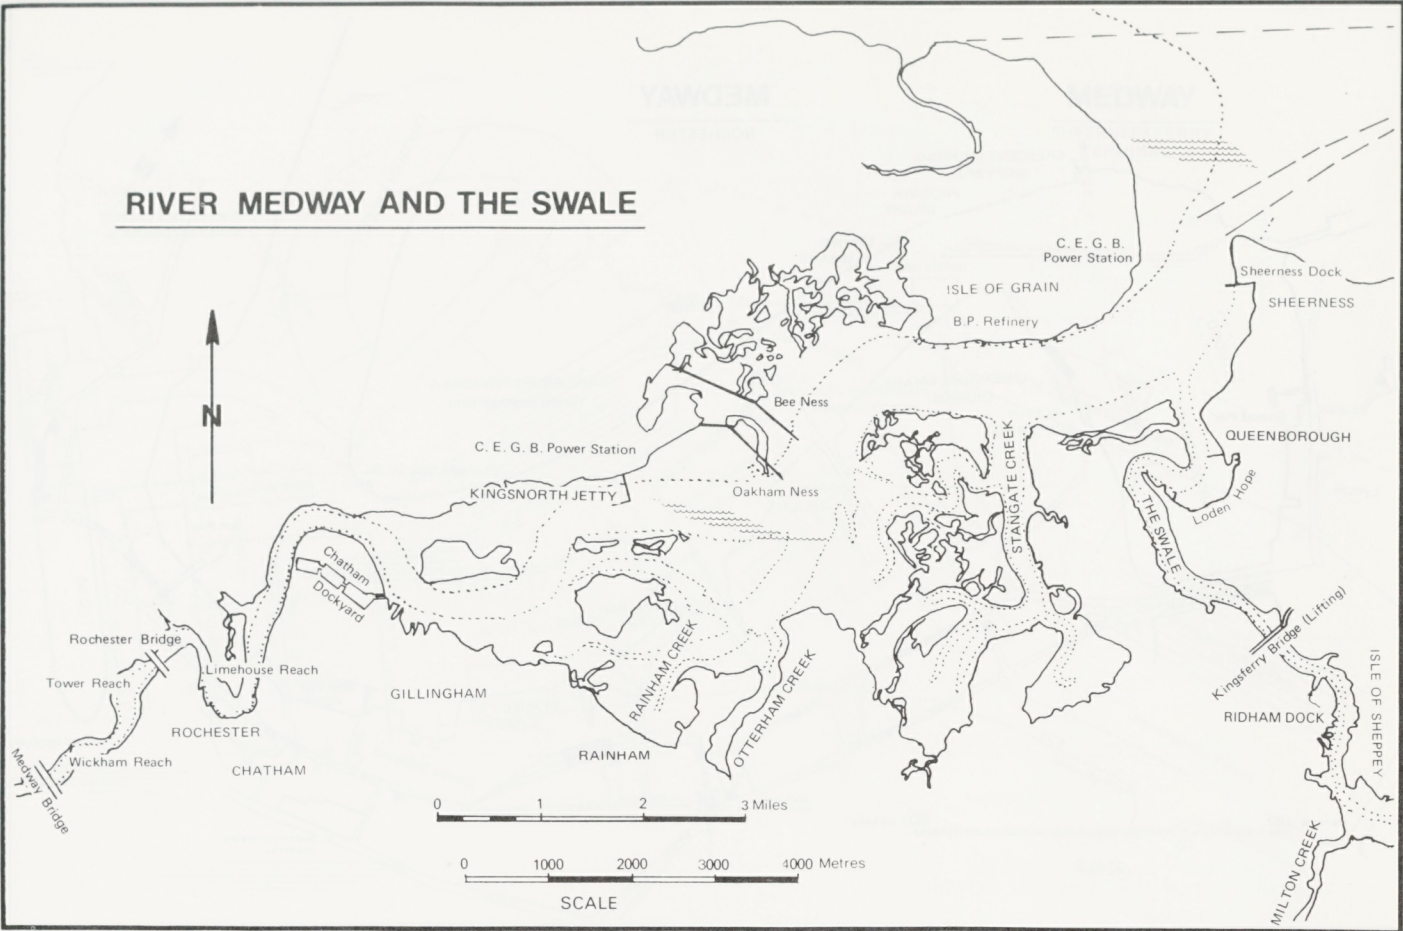 RIVER MEDWAY AND THE SWALE
N
C. E. G. B.
Power Station
ISLE OF GRAIN
B.P. Refinery
Sheerness Dock
SHEERNESS
Bee Ness
C. E. G. B. Power Station
KINGSNORTH JETTY
Oakham Ness
STANGATE CREEK
QUEENBOROUGH
Loden Hope
THE SWALE
Chatham
Dockyard
Rochester Bridge
Limehouse Reach
Tower Reach
GILLINGHAM
RAINHAM CREEK
OTTERHAM CREEK
Kingsferry Bridge (Lifting)
ISLE OF SHEPPEY
RIDHAM DOCK
ROCHESTER
Wickham Reach
CHATHAM
RAINHAM
Medway Bridge
MILTON CREEK
0 1 2 3 Miles
0 1000 2000 3000 4000 Metres
SCALE
MEDWAY
MEDWAY